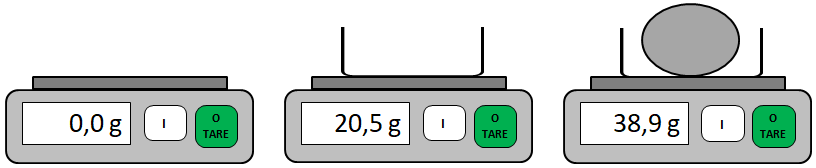 0,0 g
I
O
TARE
20,5 g
I
O
TARE
38,9 g
I
O
TARE